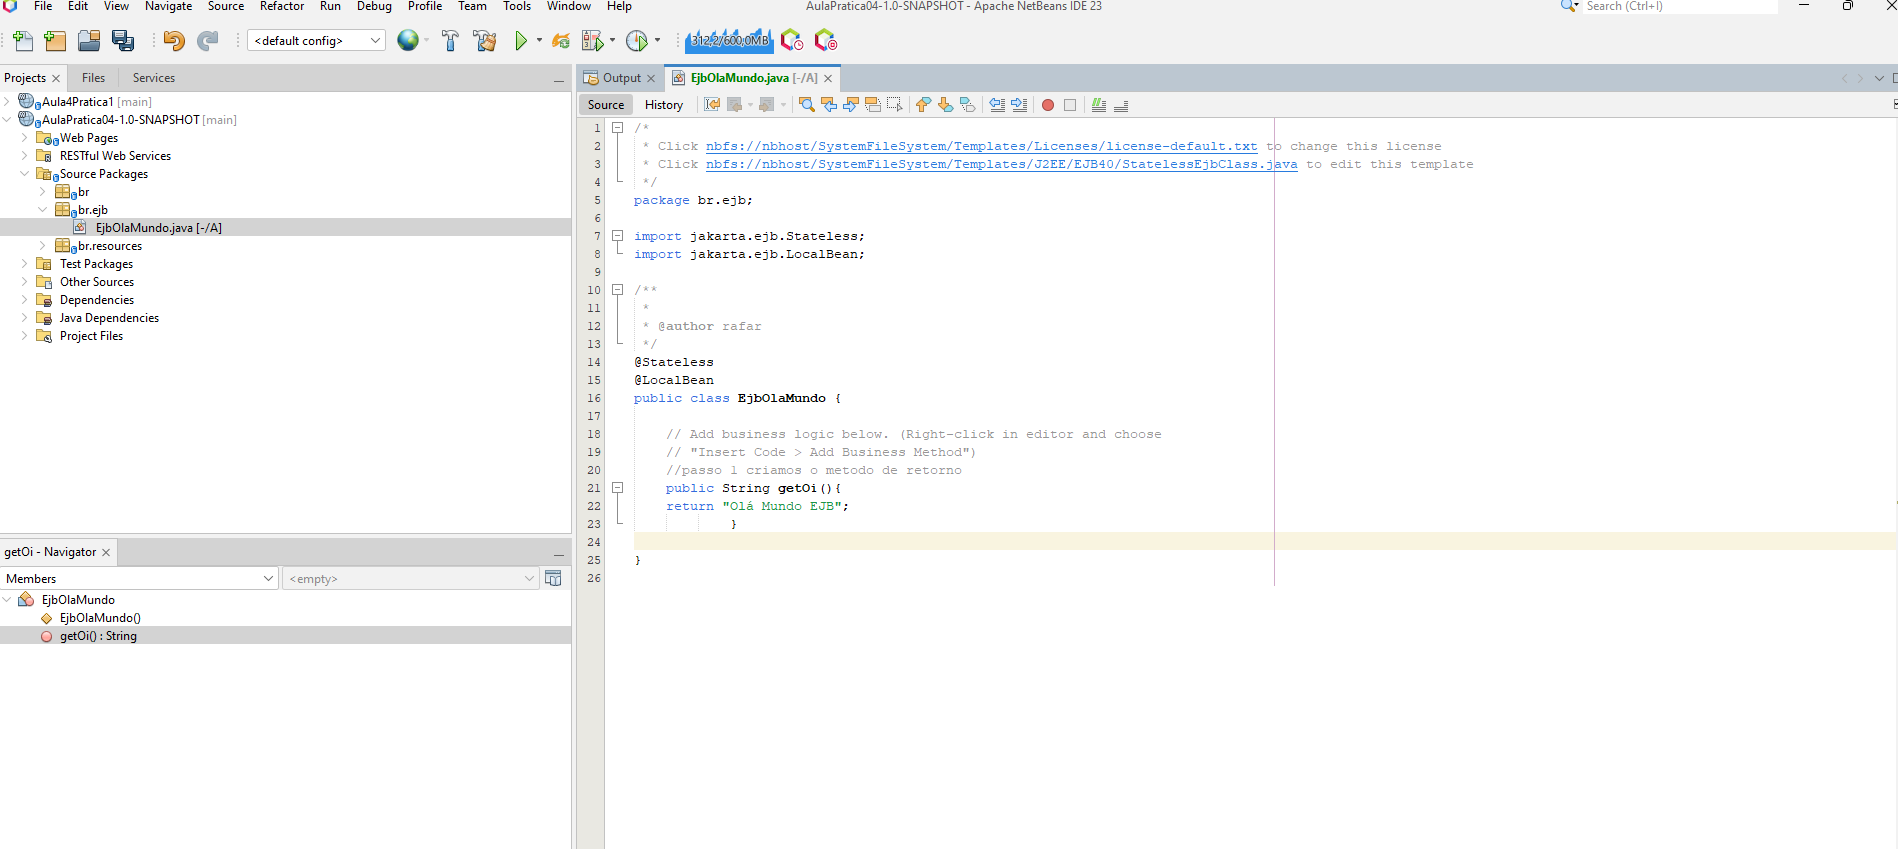 File Edit View Navigate Source Refactor Run Debug Profile Team Tools Window Help
AulaPratica04-1.0-SNAPSHOT - Apache NetBeans IDE 23
Search (Ctrl+I)
<default config>
312,2/600,0MB
Projects Files Services
Aula4Pratica1 [main]
AulaPratica04-1.0-SNAPSHOT [main]
Web Pages
RESTful Web Services
Source Packages
br
br.ejb
EjbOlaMundo.java [-/A]
br.resources
Test Packages
Other Sources
Dependencies
Java Dependencies
Project Files
getOi - Navigator
Members
<empty>
EjbOlaMundo
EjbOlaMundo()
getOi() : String
Output EjbOlaMundo.java [-/A]
Source History
1 /*
2 * Click nbfs://nbhost/SystemFileSystem/Templates/Licenses/license-default.txt to change this license
3 * Click nbfs://nbhost/SystemFileSystem/Templates/J2EE/EJB40/StatelessEjbClass.java to edit this template
4 */
5 package br.ejb;
6
7 import jakarta.ejb.Stateless;
8 import jakarta.ejb.LocalBean;
9
10 /**
11 *
12 * @author rafar
13 */
14 @Stateless
15 @LocalBean
16 public class EjbOlaMundo {
17
18 // Add business logic below. (Right-click in editor and choose
19 // "Insert Code > Add Business Method")
20 //passo 1 criamos o metodo de retorno
21 public String getOi(){
22 return "Olá Mundo EJB";
23 }
24
25 }
26